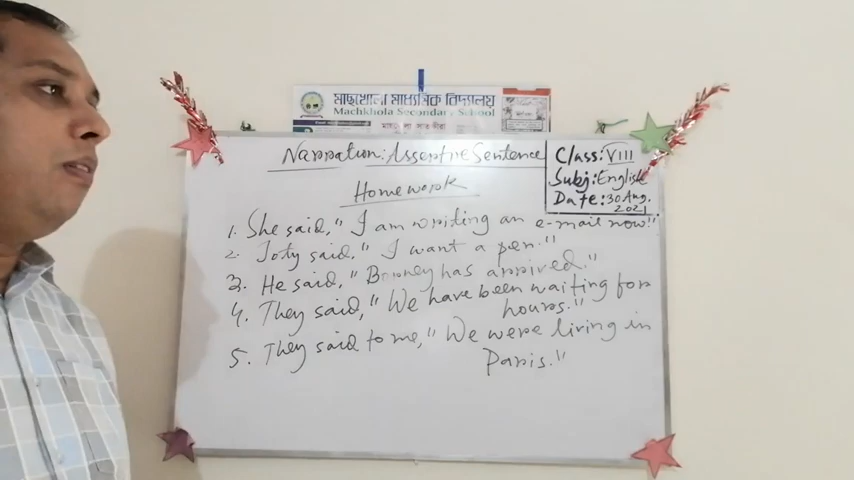 মাছখোলা মাধ্যমিক বিদ্যালয়
Machkhola Secondary School
Narration: Assertive Sentence
Class: VIII
Subj: English
Date: 30 Aug. 2021
Homework
1. She said, "I am writing an e-mail now."
2. Joty said, "I want a pen."
3. He said, "Booney has arrived."
4. They said, "We have been waiting for
hours."
5. They said to me, "We were living in
Paris."